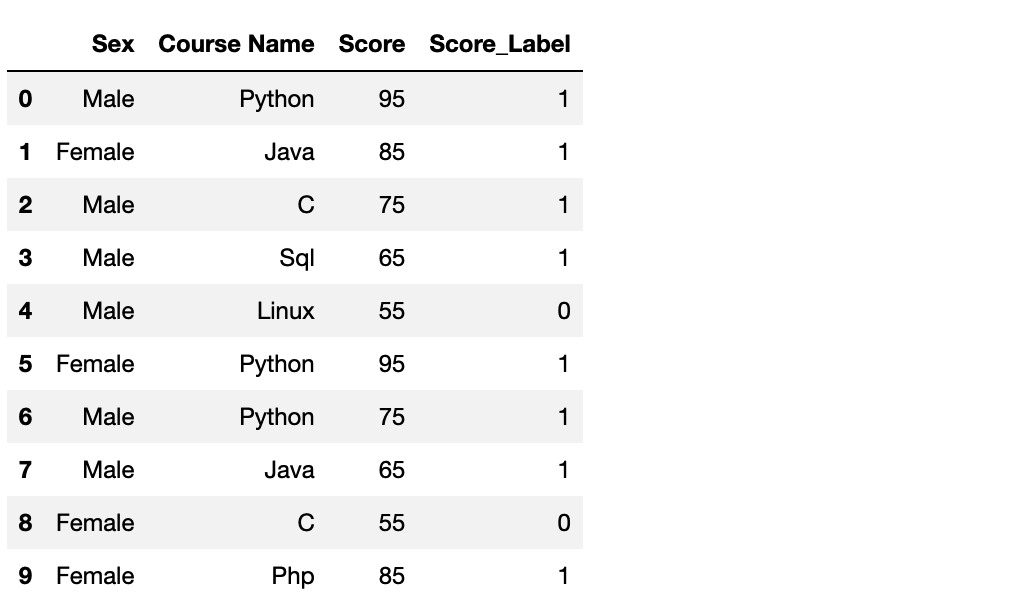 Sex Course Name Score Score_Label
0 Male Python 95 1
1 Female Java 85 1
2 Male C 75 1
3 Male Sql 65 1
4 Male Linux 55 0
5 Female Python 95 1
6 Male Python 75 1
7 Male Java 65 1
8 Female C 55 0
9 Female Php 85 1